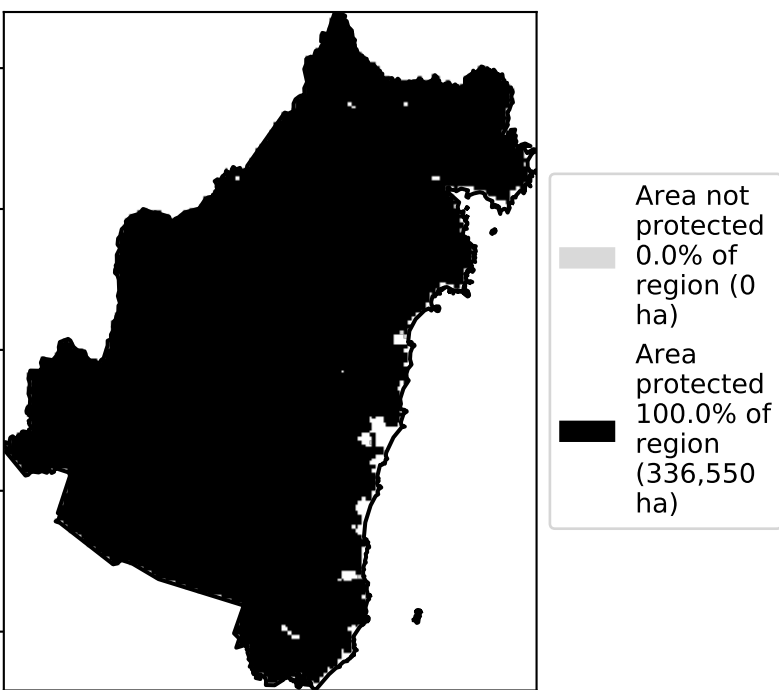 Area not
protected
0.0% of
region (0
ha)
Area
protected
100.0% of
region
(336,550
ha)